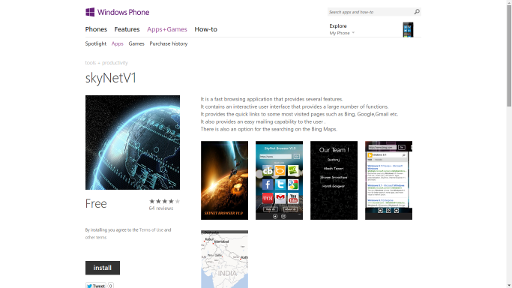 Windows Phone
Search apps and how-to
Phones Features Apps+Games How-to
Explore
My Phone
Spotlight Apps Games Purchase history
tools + productivity
skyNetV1
It is a fast browsing application that provides several features.
It contains an interactive user interface that provides a large number of functions.
It provides the quick links to some most visited pages such as Bing, Google,Gmail etc.
It also provides an easy mailing capability to the user .
There is also an option for the searching on the Bing Maps.
Our Team !
Free
64 reviews
By installing you agree to the Terms of Use and
other terms
INDIA
install
Tweet 0